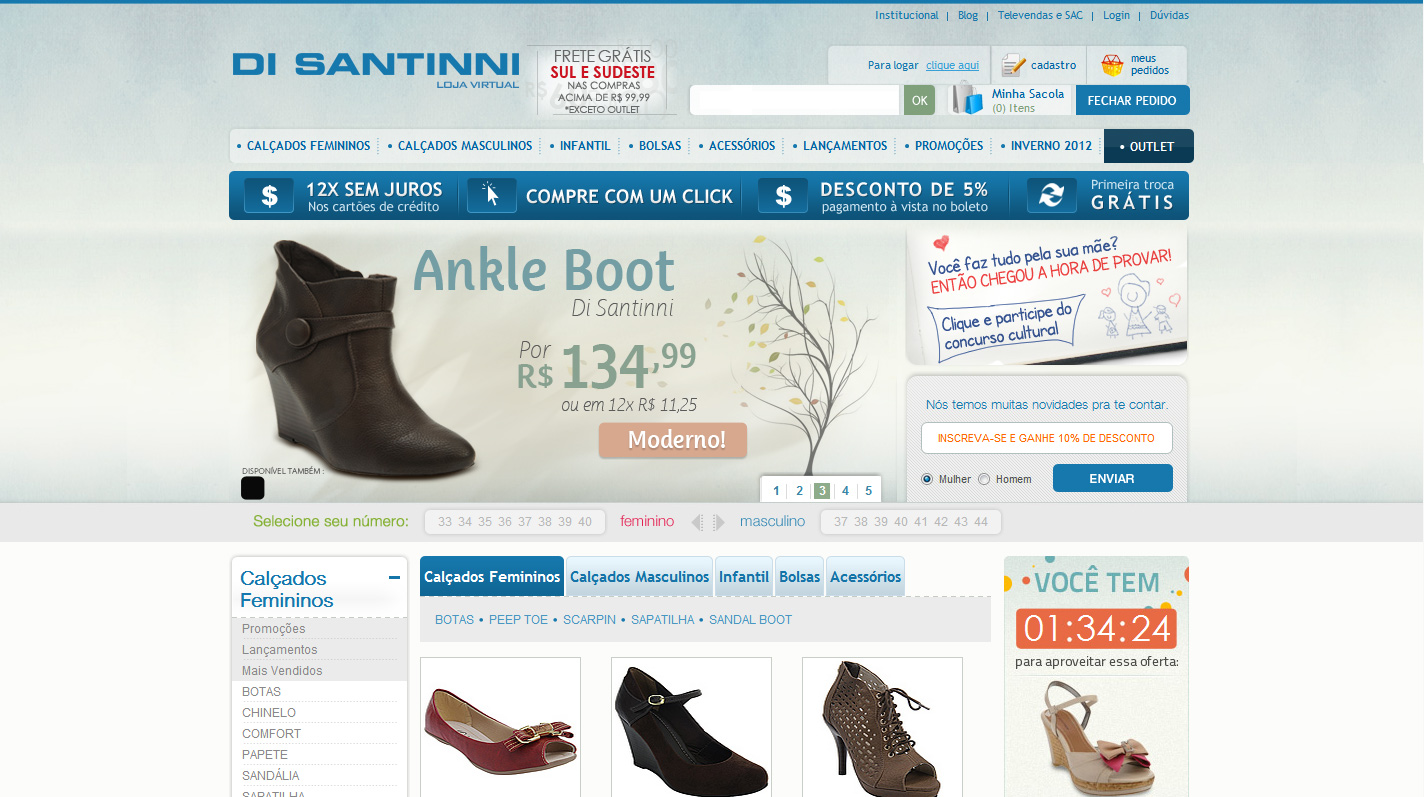 Institucional | Blog | Televendas e SAC | Login | Dúvidas
DI SANTINNI
LOJA VIRTUAL
FRETE GRÁTIS
SUL E SUDESTE
NAS COMPRAS
ACIMA DE R$ 99,99
*EXCETO OUTLET
Para logar clique aqui
cadastro
meus
pedidos
OK
Minha Sacola
(0) Itens
FECHAR PEDIDO
• CALÇADOS FEMININOS • CALÇADOS MASCULINOS • INFANTIL • BOLSAS • ACESSÓRIOS • LANÇAMENTOS • PROMOÇÕES • INVERNO 2012 • OUTLET
$ 12X SEM JUROS
Nos cartões de crédito
COMPRE COM UM CLICK
$ DESCONTO DE 5%
pagamento à vista no boleto
Primeira troca
GRÁTIS
Ankle Boot
Di Santinni
Por
R$ 134,99
ou em 12x R$ 11,25
Moderno!
DISPONÍVEL TAMBÉM :
1 2 3 4 5
Você faz tudo pela sua mãe?
ENTÃO CHEGOU A HORA DE PROVAR!
Clique e participe do
concurso cultural
Nós temos muitas novidades pra te contar.
INSCREVA-SE E GANHE 10% DE DESCONTO
Mulher Homem
ENVIAR
Selecione seu número: 33 34 35 36 37 38 39 40 feminino masculino 37 38 39 40 41 42 43 44
Calçados
Femininos
Promoções
Lançamentos
Mais Vendidos
BOTAS
CHINELO
COMFORT
PAPETE
SANDÁLIA
SAPATILHA
Calçados Femininos Calçados Masculinos Infantil Bolsas Acessórios
BOTAS • PEEP TOE • SCARPIN • SAPATILHA • SANDAL BOOT
VOCÊ TEM
01:34:24
para aproveitar essa oferta: